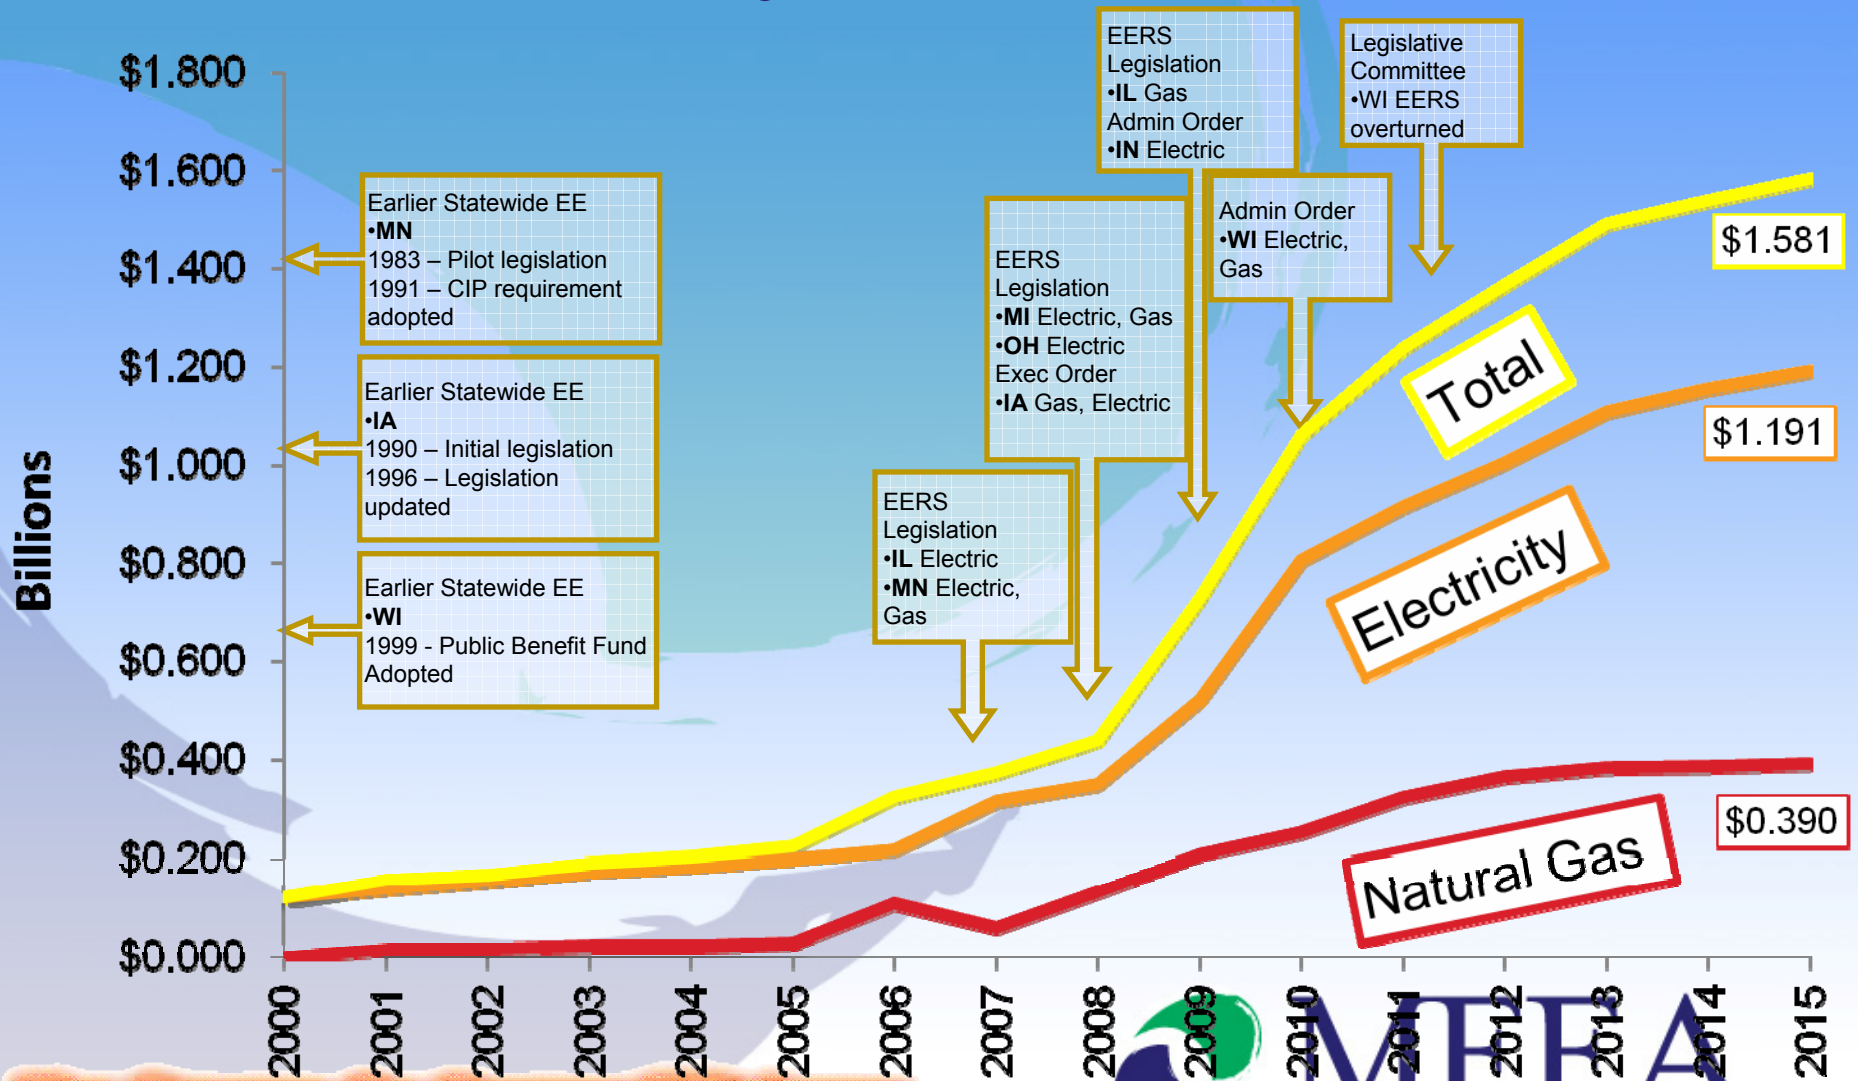 $1.800
$1.600
$1.400
$1.200
$1.000
$0.800
$0.600
$0.400
$0.200
$0.000
Billions
Earlier Statewide EE
•MN
1983 – Pilot legislation
1991 – CIP requirement
adopted
Earlier Statewide EE
•IA
1990 – Initial legislation
1996 – Legislation
updated
Earlier Statewide EE
•WI
1999 - Public Benefit Fund
Adopted
EERS
Legislation
•IL Electric
•MN Electric,
Gas
EERS
Legislation
•MI Electric, Gas
•OH Electric
Exec Order
•IA Gas, Electric
EERS
Legislation
•IL Gas
Admin Order
•IN Electric
Admin Order
•WI Electric,
Gas
Legislative
Committee
•WI EERS
overturned
$1.581
Total
$1.191
Electricity
$0.390
Natural Gas
2000
2001
2002
2003
2004
2005
2006
2007
2008
2009
2010
2011
2012
2013
2014
2015
MEEA